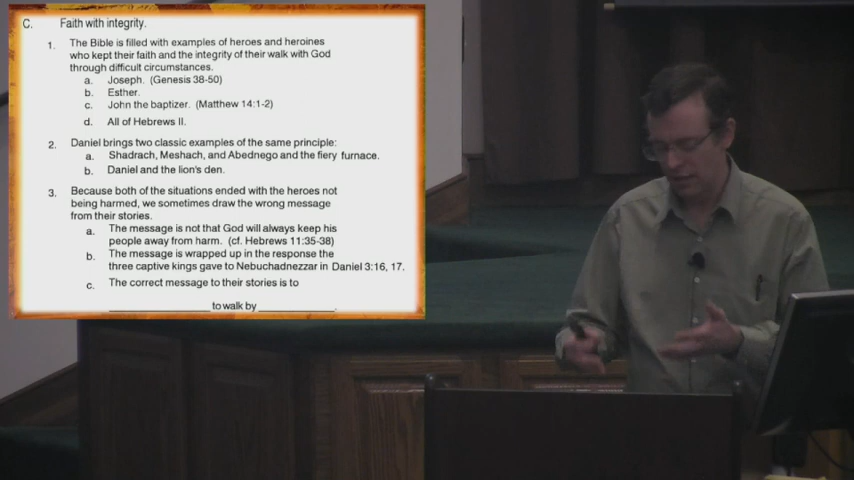 C. Faith with integrity.
1. The Bible is filled with examples of heroes and heroines
who kept their faith and the integrity of their walk with God
through difficult circumstances.
a. Joseph. (Genesis 38-50)
b. Esther.
c. John the baptizer. (Matthew 14:1-2)
d. All of Hebrews II.
2. Daniel brings two classic examples of the same principle:
a. Shadrach, Meshach, and Abednego and the fiery furnace.
b. Daniel and the lion's den.
3. Because both of the situations ended with the heroes not
being harmed, we sometimes draw the wrong message
from their stories.
a. The message is not that God will always keep his
people away from harm. (cf. Hebrews 11:35-38)
b. The message is wrapped up in the response the
three captive kings gave to Nebuchadnezzar in Daniel 3:16, 17.
c. The correct message to their stories is to
____________________ to walk by _______________.